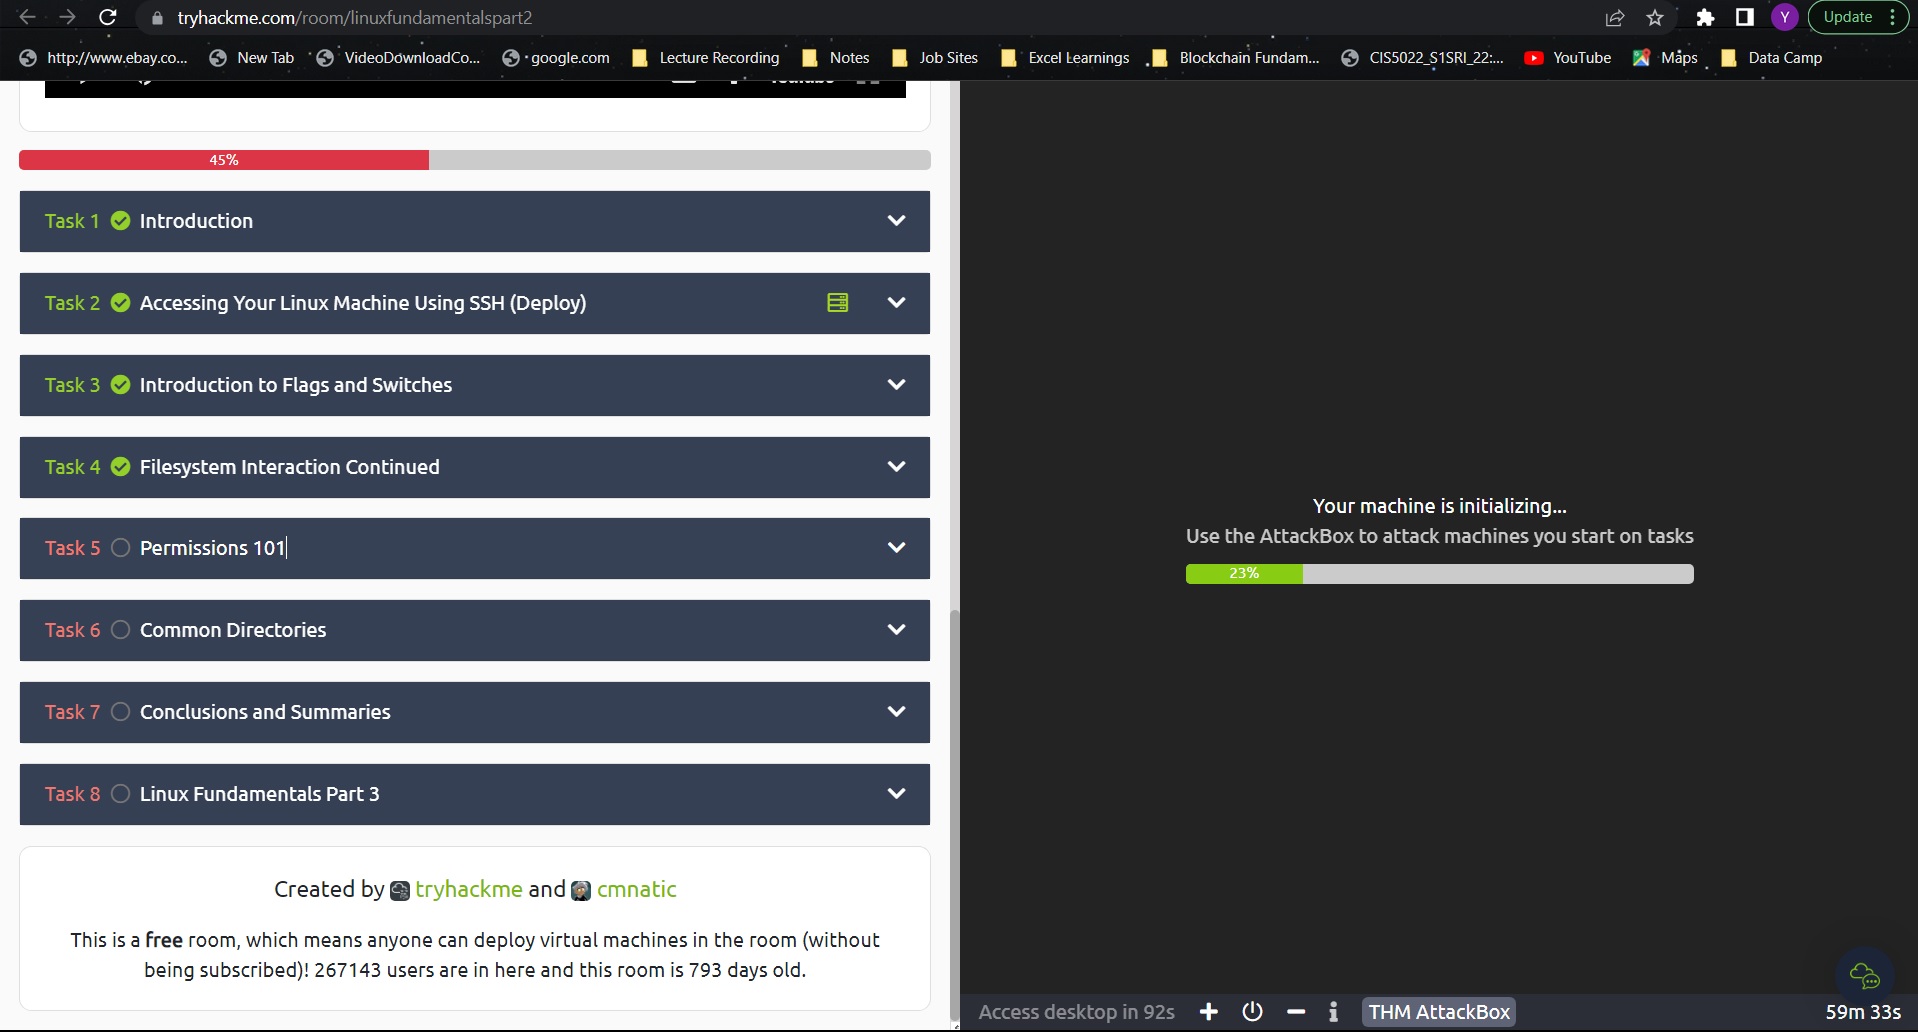 tryhackme.com/room/linuxfundamentalspart2
Y
Update
http://www.ebay.co...
New Tab
VideoDownloadCo...
google.com
Lecture Recording
Notes
Job Sites
Excel Learnings
Blockchain Fundam...
CIS5022_S1SRI_22:...
YouTube
Maps
Data Camp
45%
Task 1 Introduction
Task 2 Accessing Your Linux Machine Using SSH (Deploy)
Task 3 Introduction to Flags and Switches
Task 4 Filesystem Interaction Continued
Task 5 Permissions 101
Task 6 Common Directories
Task 7 Conclusions and Summaries
Task 8 Linux Fundamentals Part 3
Created by tryhackme and cmnatic
This is a free room, which means anyone can deploy virtual machines in the room (without
being subscribed)! 267143 users are in here and this room is 793 days old.
Your machine is initializing...
Use the AttackBox to attack machines you start on tasks
23%
Access desktop in 92s
THM AttackBox
59m 33s